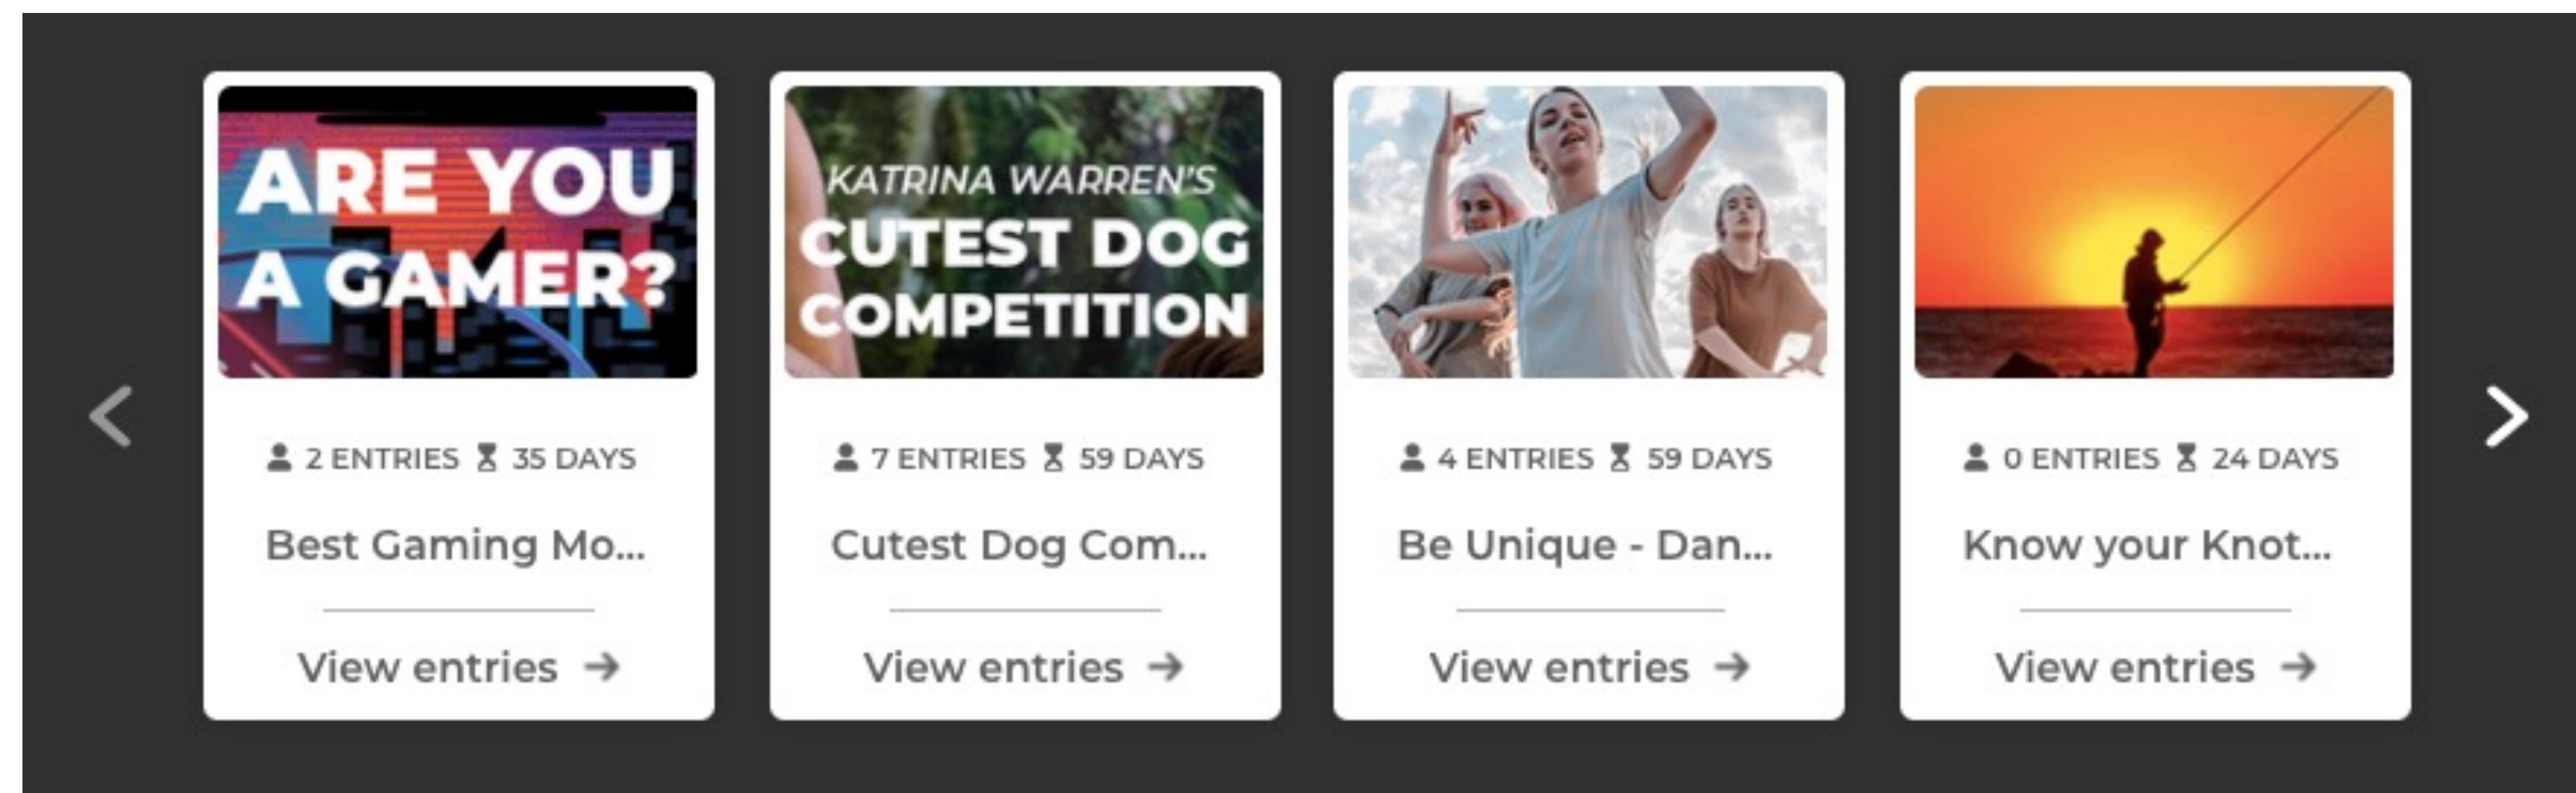 ARE YOU
A GAMER?
2 ENTRIES 35 DAYS
Best Gaming Mo...
View entries
KATRINA WARREN'S
CUTEST DOG
COMPETITION
7 ENTRIES 59 DAYS
Cutest Dog Com...
View entries
4 ENTRIES 59 DAYS
Be Unique - Dan...
View entries
0 ENTRIES 24 DAYS
Know your Knot...
View entries